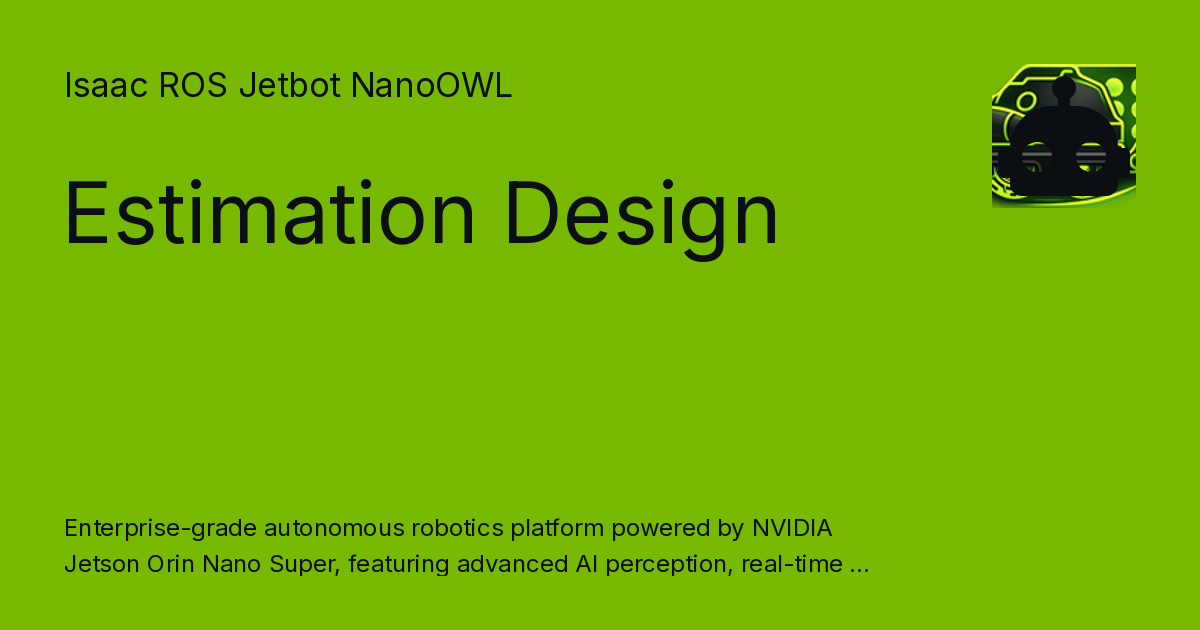 Isaac ROS Jetbot NanoOWL
Estimation Design
Enterprise-grade autonomous robotics platform powered by NVIDIA
Jetson Orin Nano Super, featuring advanced AI perception, real-time ...